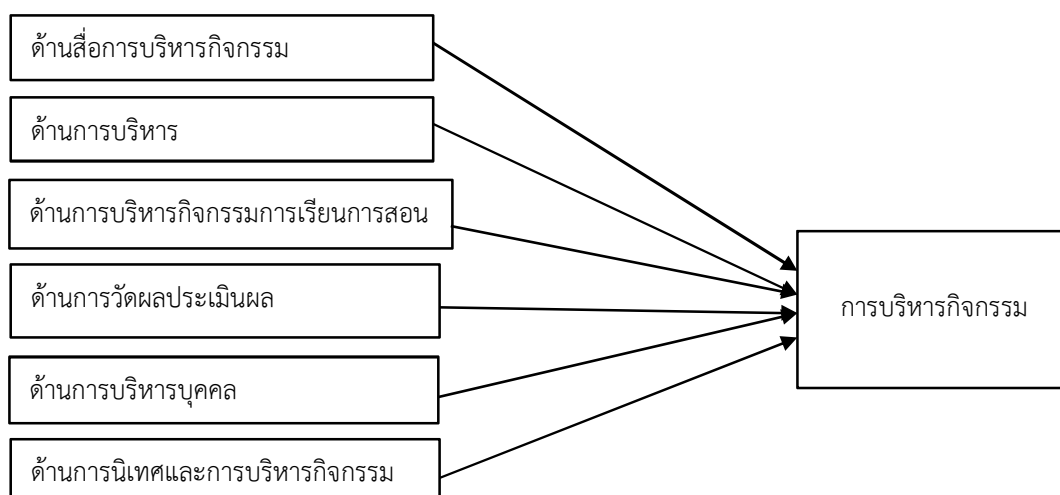 ด้านสื่อการบริหารกิจกรรม
ด้านการบริหาร
ด้านการบริหารกิจกรรมการเรียนการสอน
ด้านการวัดผลประเมินผล
ด้านการบริหารบุคคล
ด้านการนิเทศและการบริหารกิจกรรม
การบริหารกิจกรรม